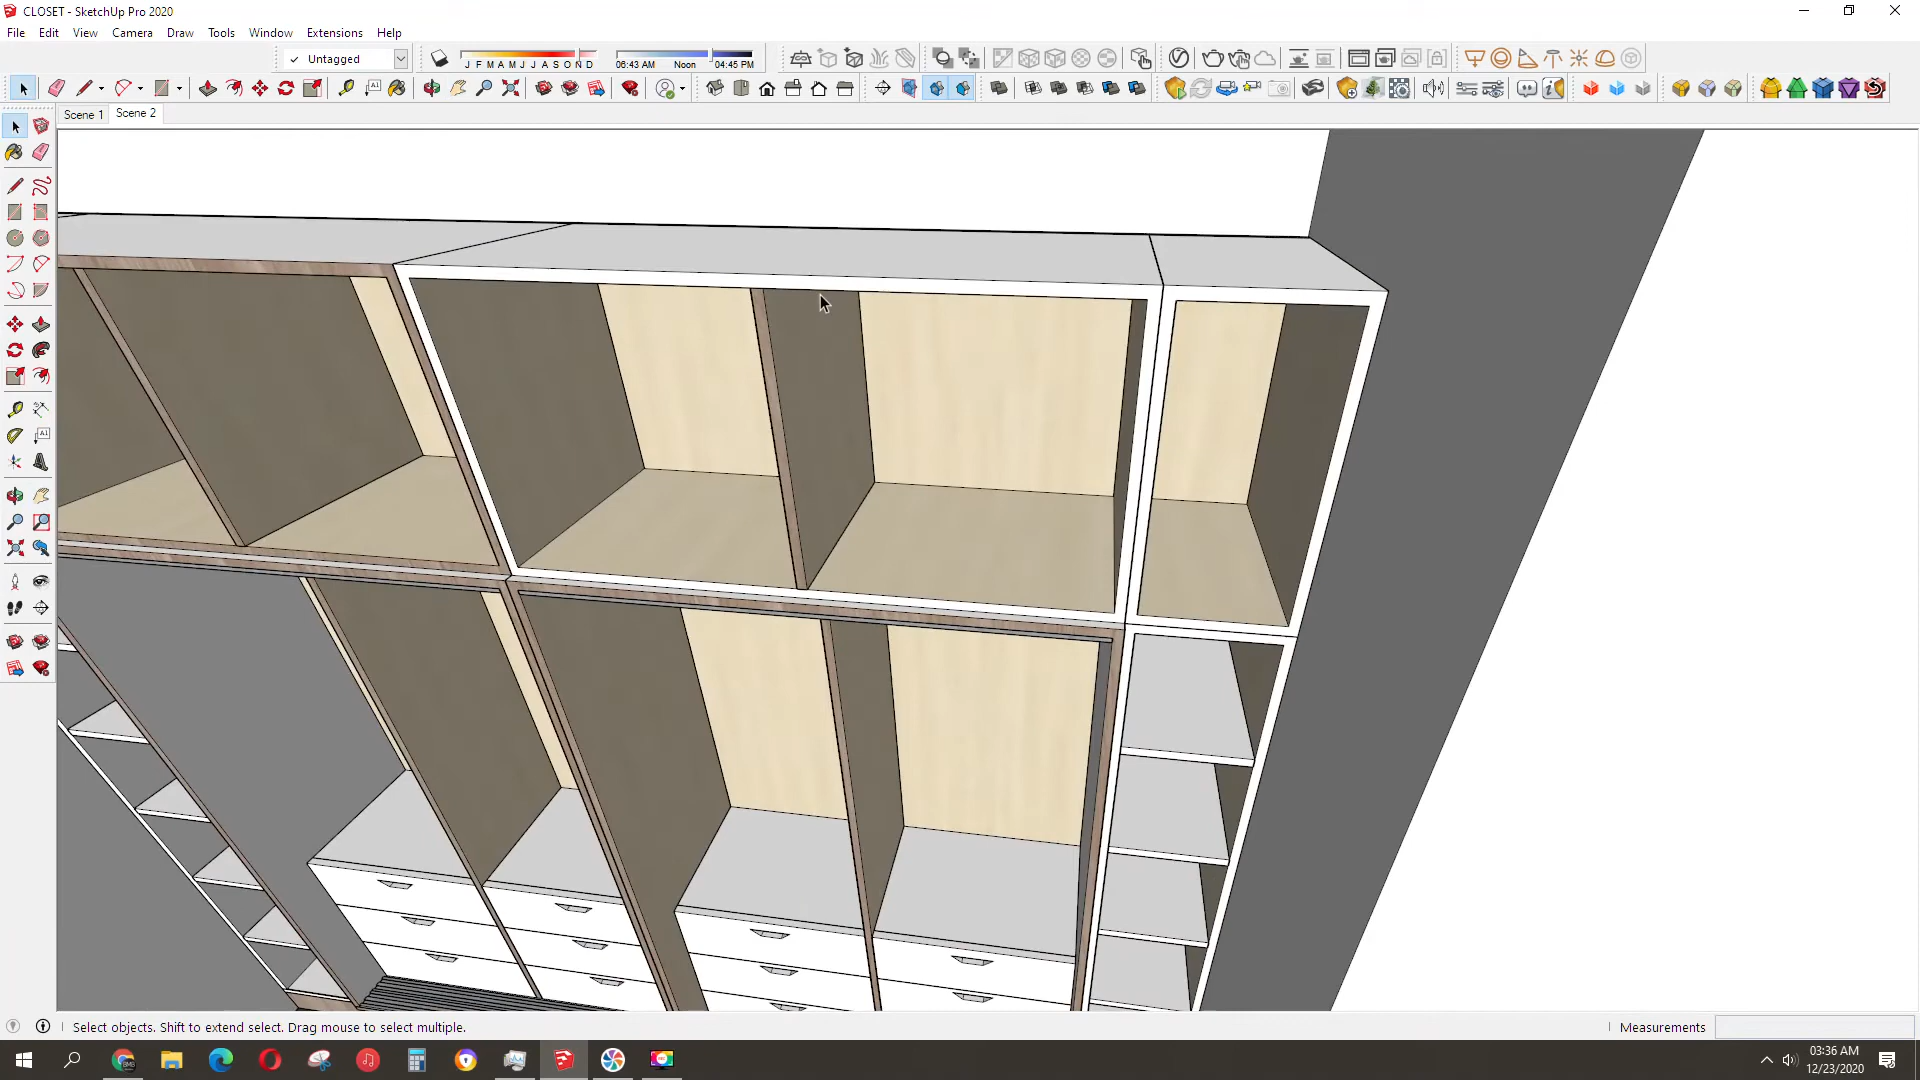 CLOSET - SketchUp Pro 2020
File Edit View Camera Draw Tools Window Extensions Help
✓ Untagged
J F M A M J J A S O N D
06:43 AM Noon 04:45 PM
Scene 1 Scene 2
A1
A1
Select objects. Shift to extend select. Drag mouse to select multiple.
Measurements
03:36 AM
12/23/2020